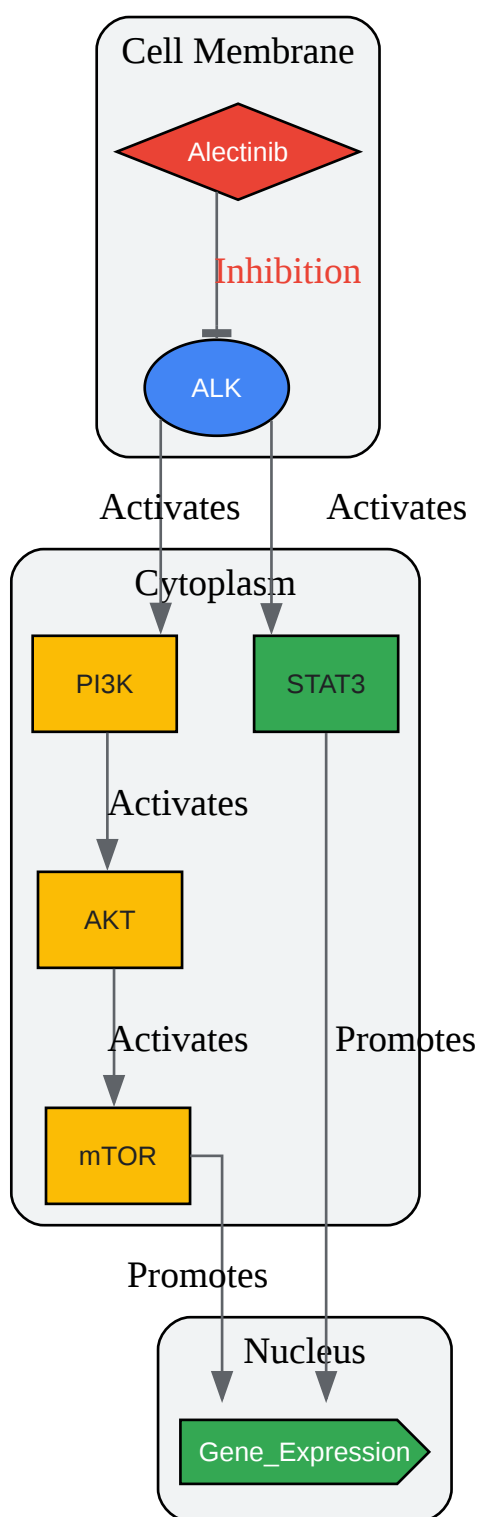 Cell Membrane
Alectinib
Inhibition
ALK
Activates
Activates
Cytoplasm
PI3K
STAT3
Activates
AKT
Activates
Promotes
mTOR
Promotes
Nucleus
Gene_Expression